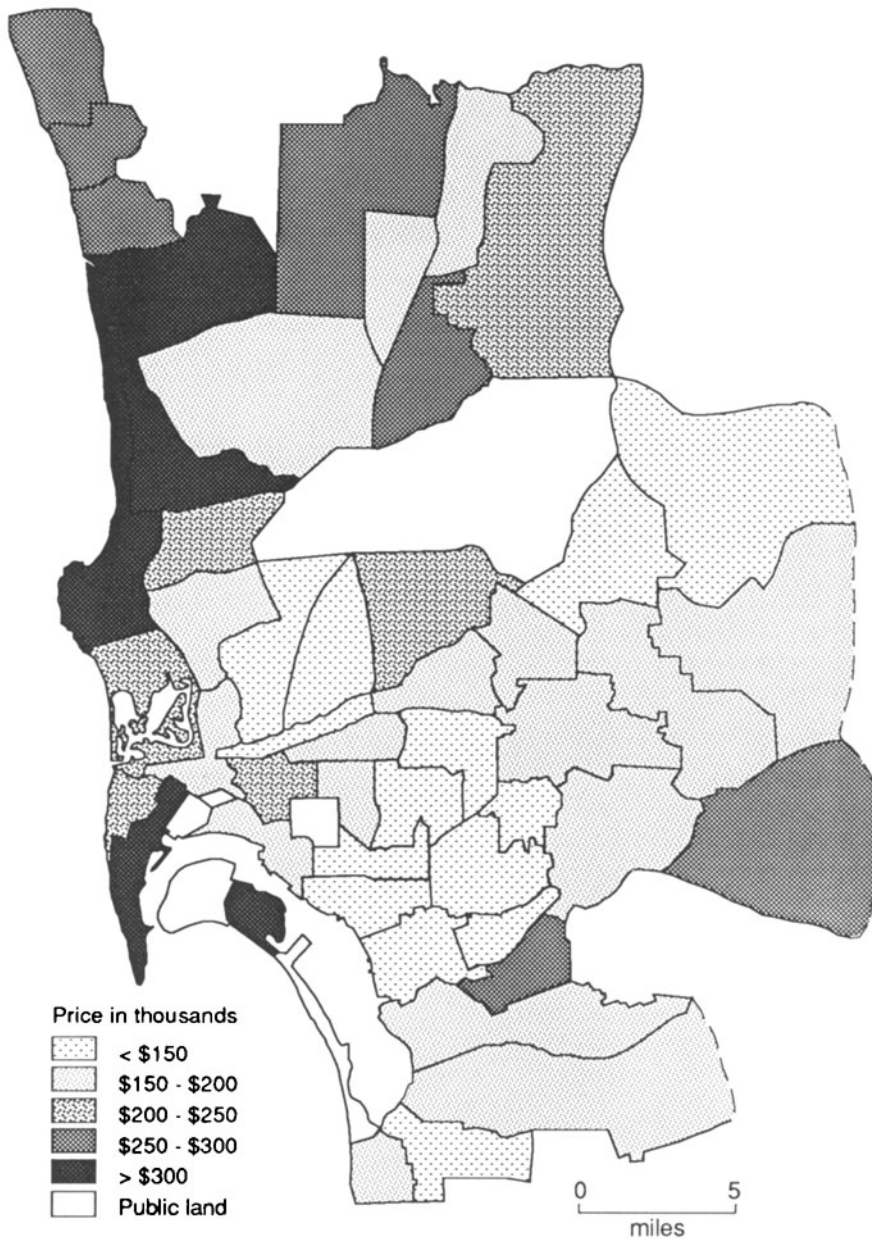 Price in thousands
< $150
$150 - $200
$200 - $250
$250 - $300
> $300
Public land
0 5
miles